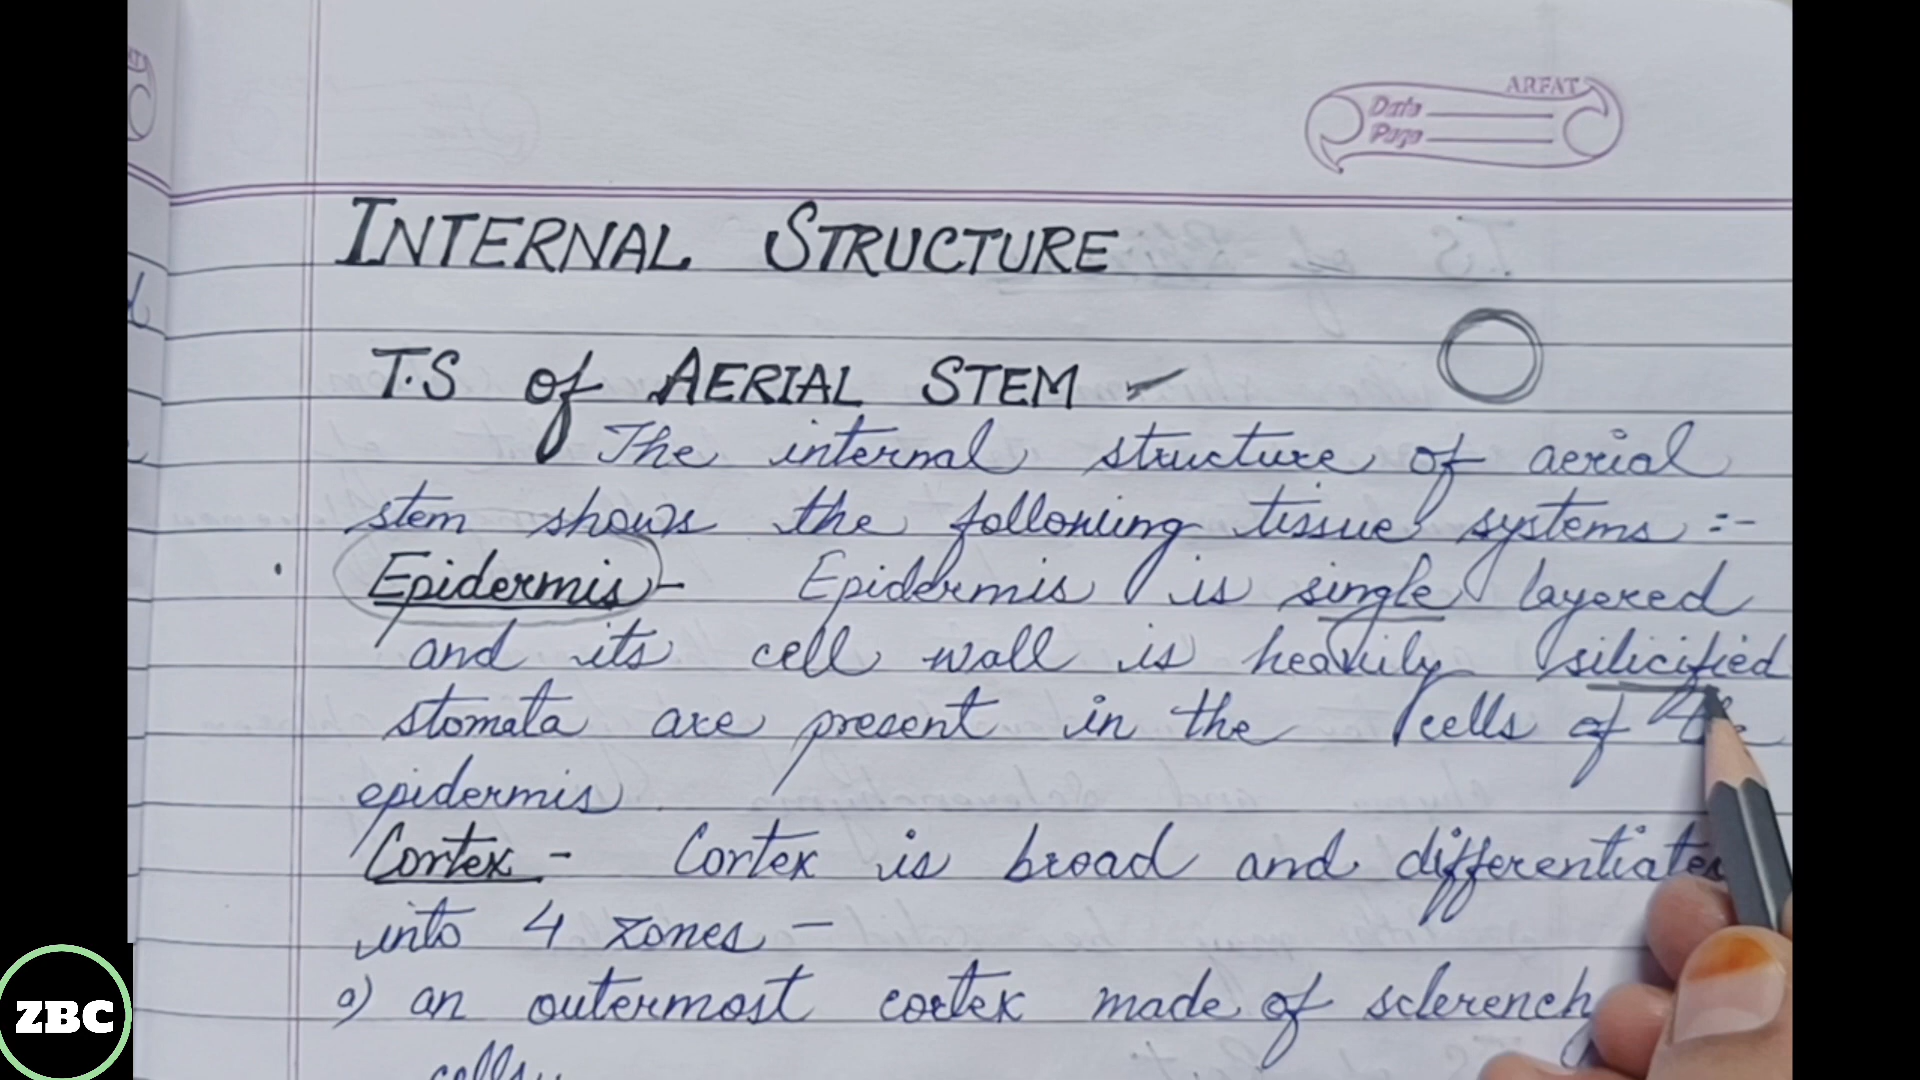 ARFAT
Date
Page
INTERNAL STRUCTURE
T.S of AERIAL STEM
The internal structure of aerial
stem shows the following tissue systems :-
Epidermis - Epidermis is single layered
and its cell wall is heavily silicified
stomata are present in the cells of
epidermis.
Cortex - Cortex is broad and
into 4 zones -
a) an outermost cortex made of
cells
ZBC